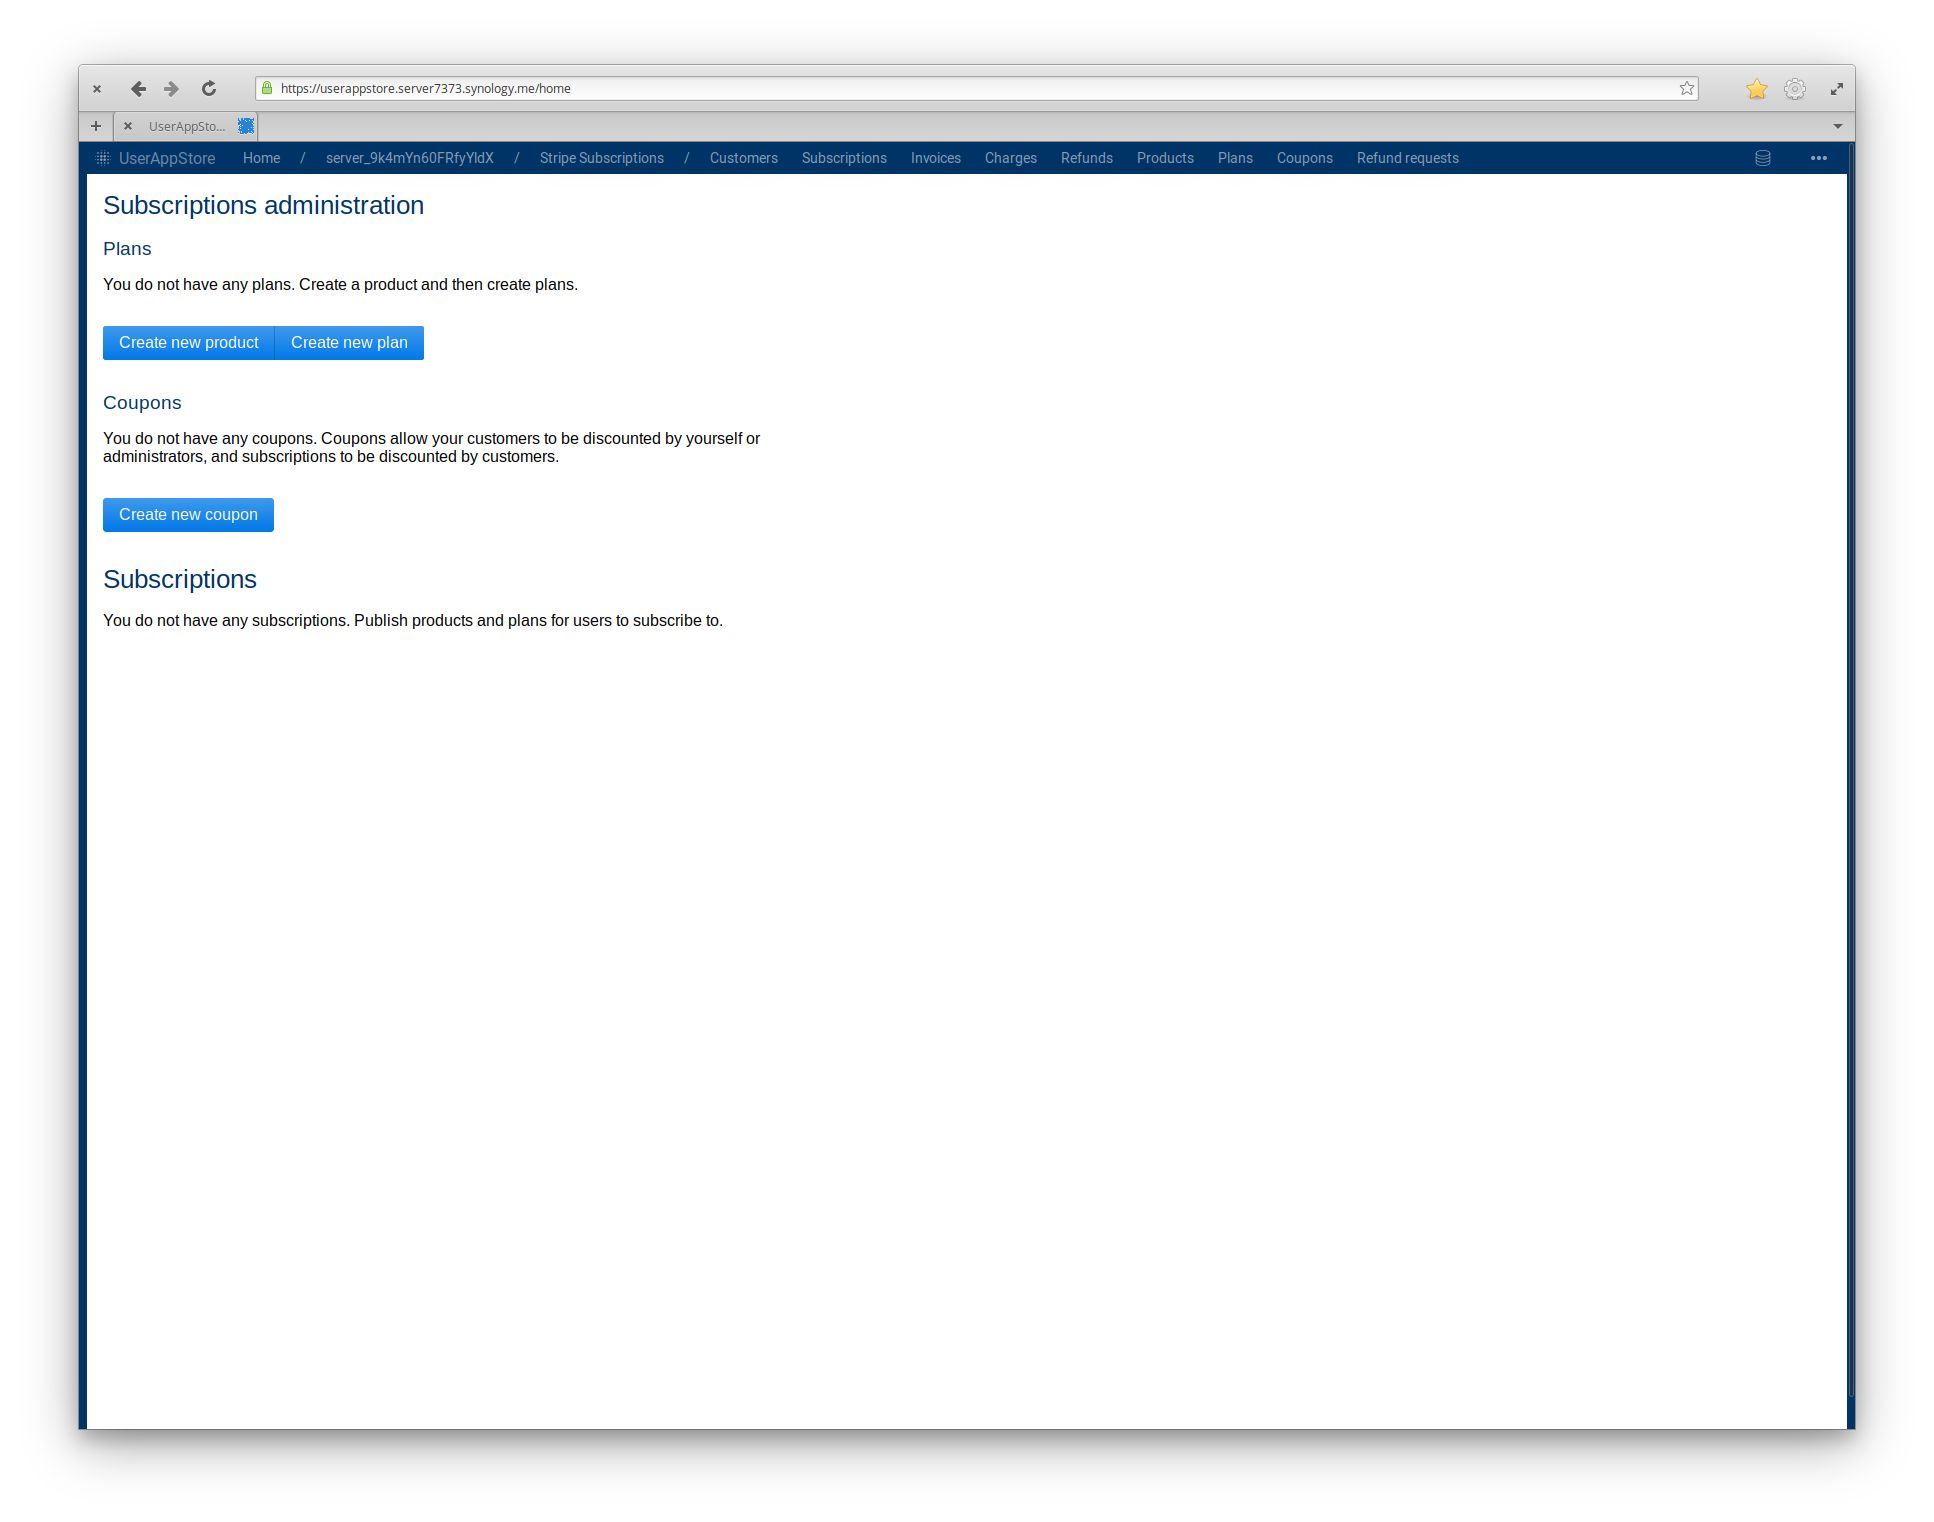 https://userappstore.server7373.synology.me/home
UserAppSto...
UserAppStore Home / server_9k4mYn60FRfyYldX / Stripe Subscriptions / Customers Subscriptions Invoices Charges Refunds Products Plans Coupons Refund requests
Subscriptions administration
Plans
You do not have any plans. Create a product and then create plans.
Create new product Create new plan
Coupons
You do not have any coupons. Coupons allow your customers to be discounted by yourself or
administrators, and subscriptions to be discounted by customers.
Create new coupon
Subscriptions
You do not have any subscriptions. Publish products and plans for users to subscribe to.